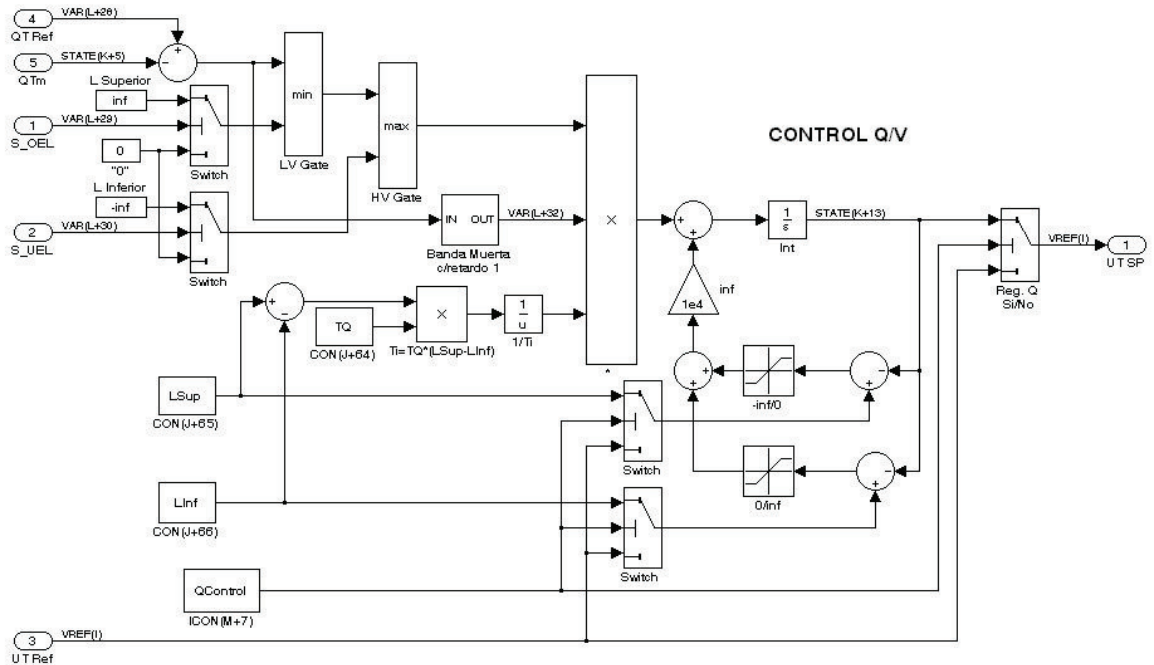 4
VAR(L+26)
QTRef
5
STATE(K+5)
QTm
+
−
L Superior
inf
1
VAR(L+29)
S_OEL
0
"0"
Switch
L Inferior
-inf
2
VAR(L+30)
S_UEL
Switch
min
LV Gate
max
HV Gate
CONTROL Q/V
IN OUT
VAR(L+32)
Banda Muerta
c/retardo 1
×
*
+
+
1
s
Int
STATE(K+13)
VREF(I)
1
UTSP
Reg. Q
Si/No
inf
1e4
+
−
TQ
CON(J+64)
×
Ti=TQ*(LSup-LInf)
1
u
1/Ti
+
+
-inf/0
−
+
LSup
CON(J+65)
Switch
0/inf
−
+
LInf
CON(J+66)
Switch
QControl
ICON(M+7)
3
VREF(I)
UTRef